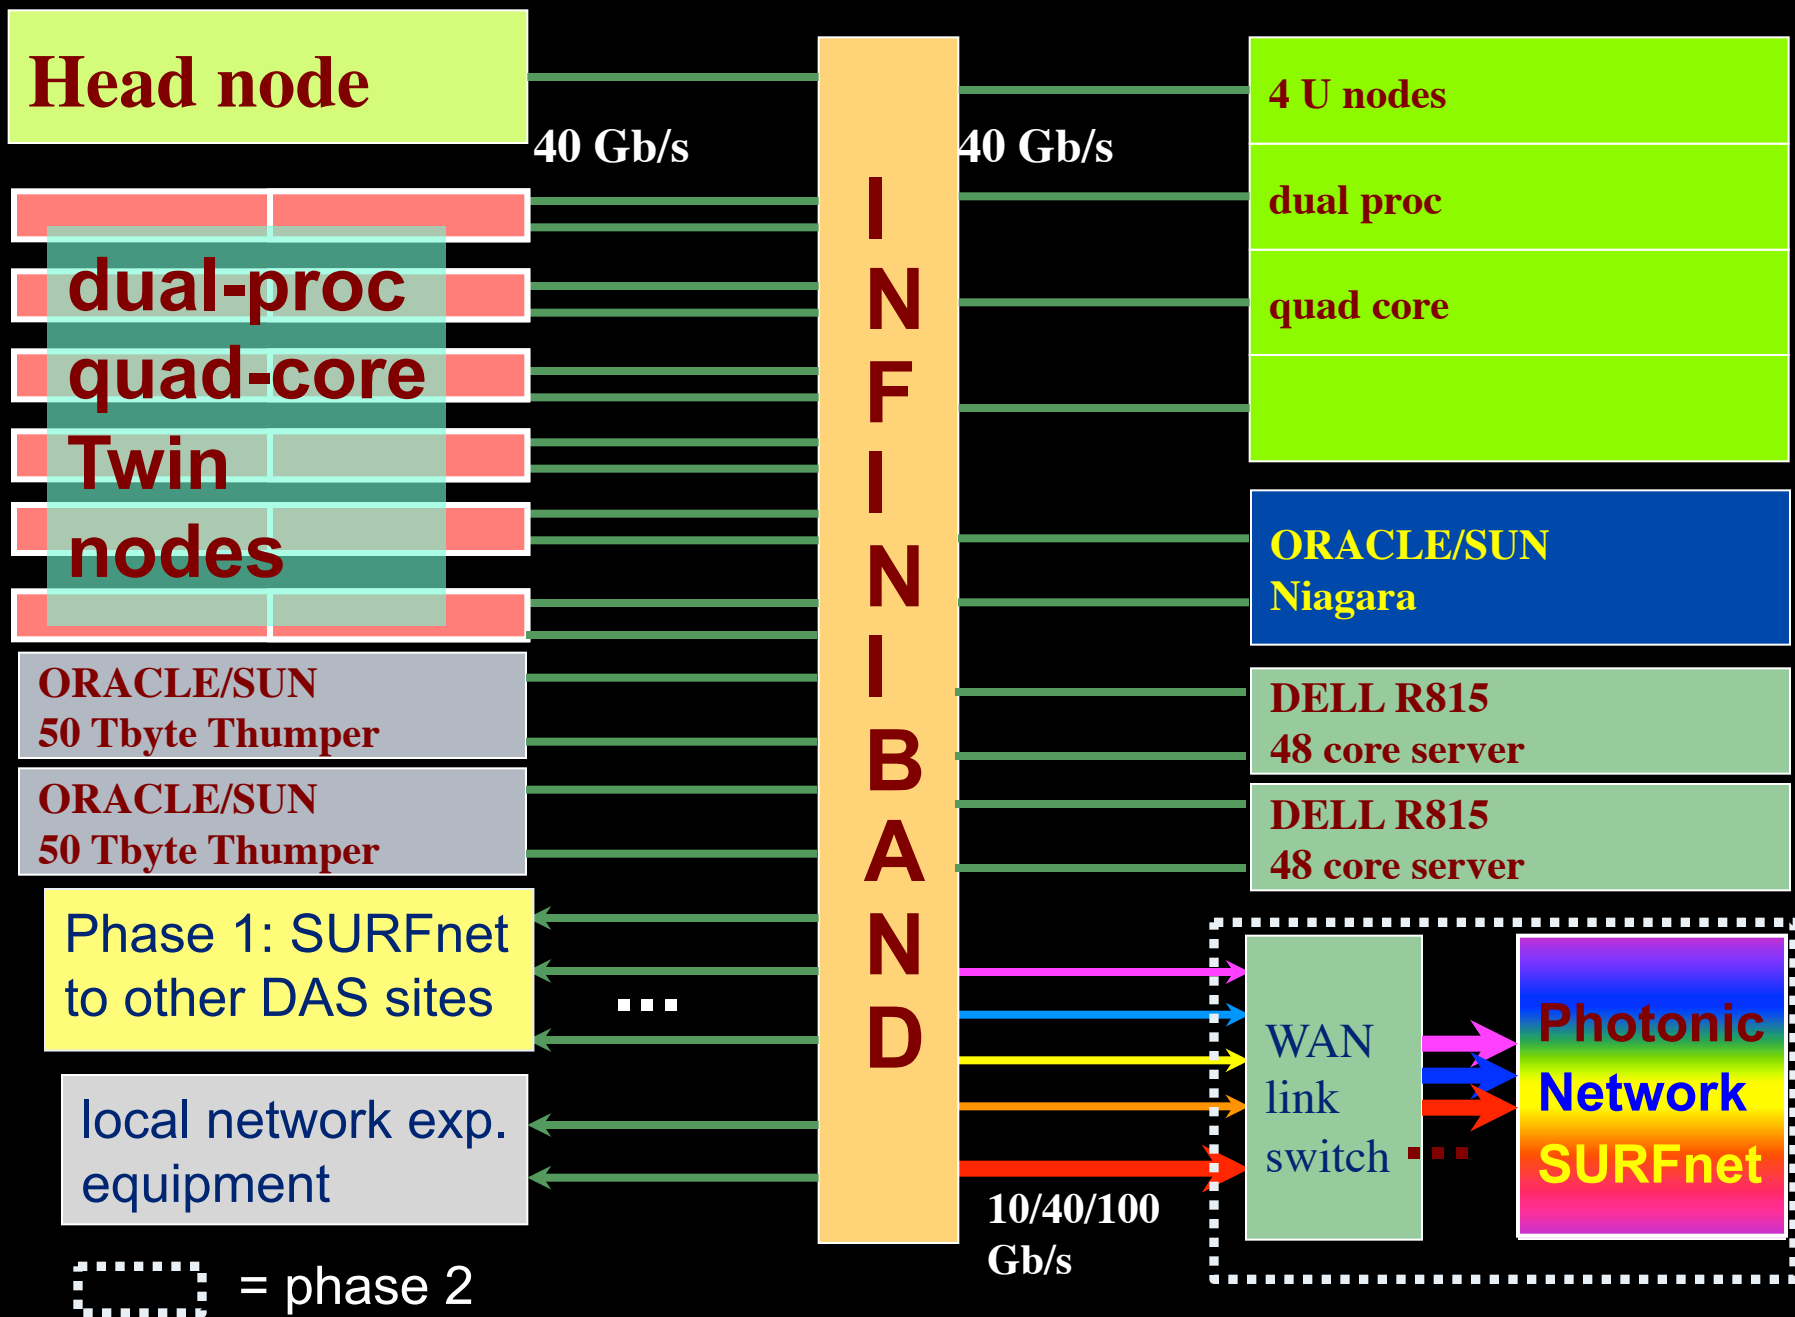 Head node
40 Gb/s
dual-proc
quad-core
Twin
nodes
ORACLE/SUN
50 Tbyte Thumper
ORACLE/SUN
50 Tbyte Thumper
Phase 1: SURFnet
to other DAS sites
...
local network exp.
equipment
= phase 2
I
N
F
I
N
I
B
A
N
D
40 Gb/s
4 U nodes
dual proc
quad core
ORACLE/SUN
Niagara
DELL R815
48 core server
DELL R815
48 core server
10/40/100
Gb/s
WAN
link
switch
...
Photonic
Network
SURFnet